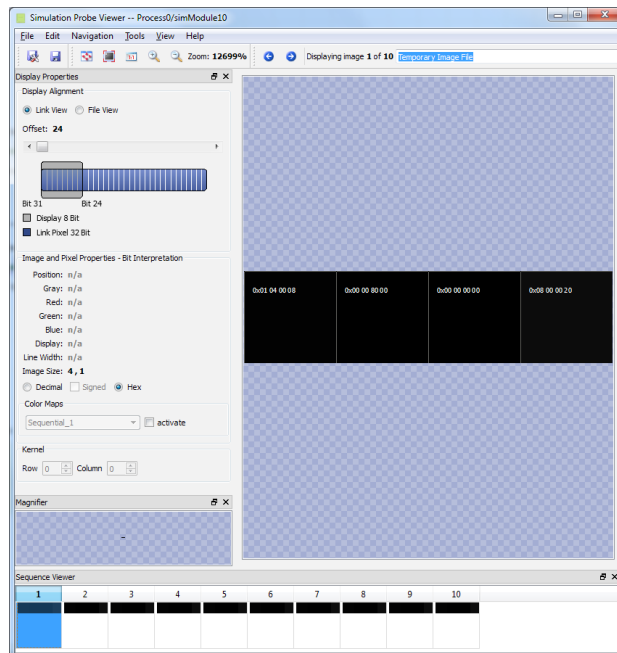 Simulation Probe Viewer -- Process0/simModule10
File Edit Navigation Tools View Help
Zoom: 12699% Displaying image 1 of 10 Temporary Image File
Display Properties
Display Alignment
Link View File View
Offset: 24
Bit 31 Bit 24
Display 8 Bit
Link Pixel 32 Bit
Image and Pixel Properties - Bit Interpretation
Position: n/a
Gray: n/a
Red: n/a
Green: n/a
Blue: n/a
Display: n/a
Line Width: n/a
Image Size: 4 , 1
Decimal Signed Hex
Color Maps
Sequential_1 activate
Kernel
Row 0 Column 0
Magnifier
-
0x01 04 00 08 0x00 00 80 00 0x00 00 00 00 0x08 00 00 20
Sequence Viewer
1 2 3 4 5 6 7 8 9 10